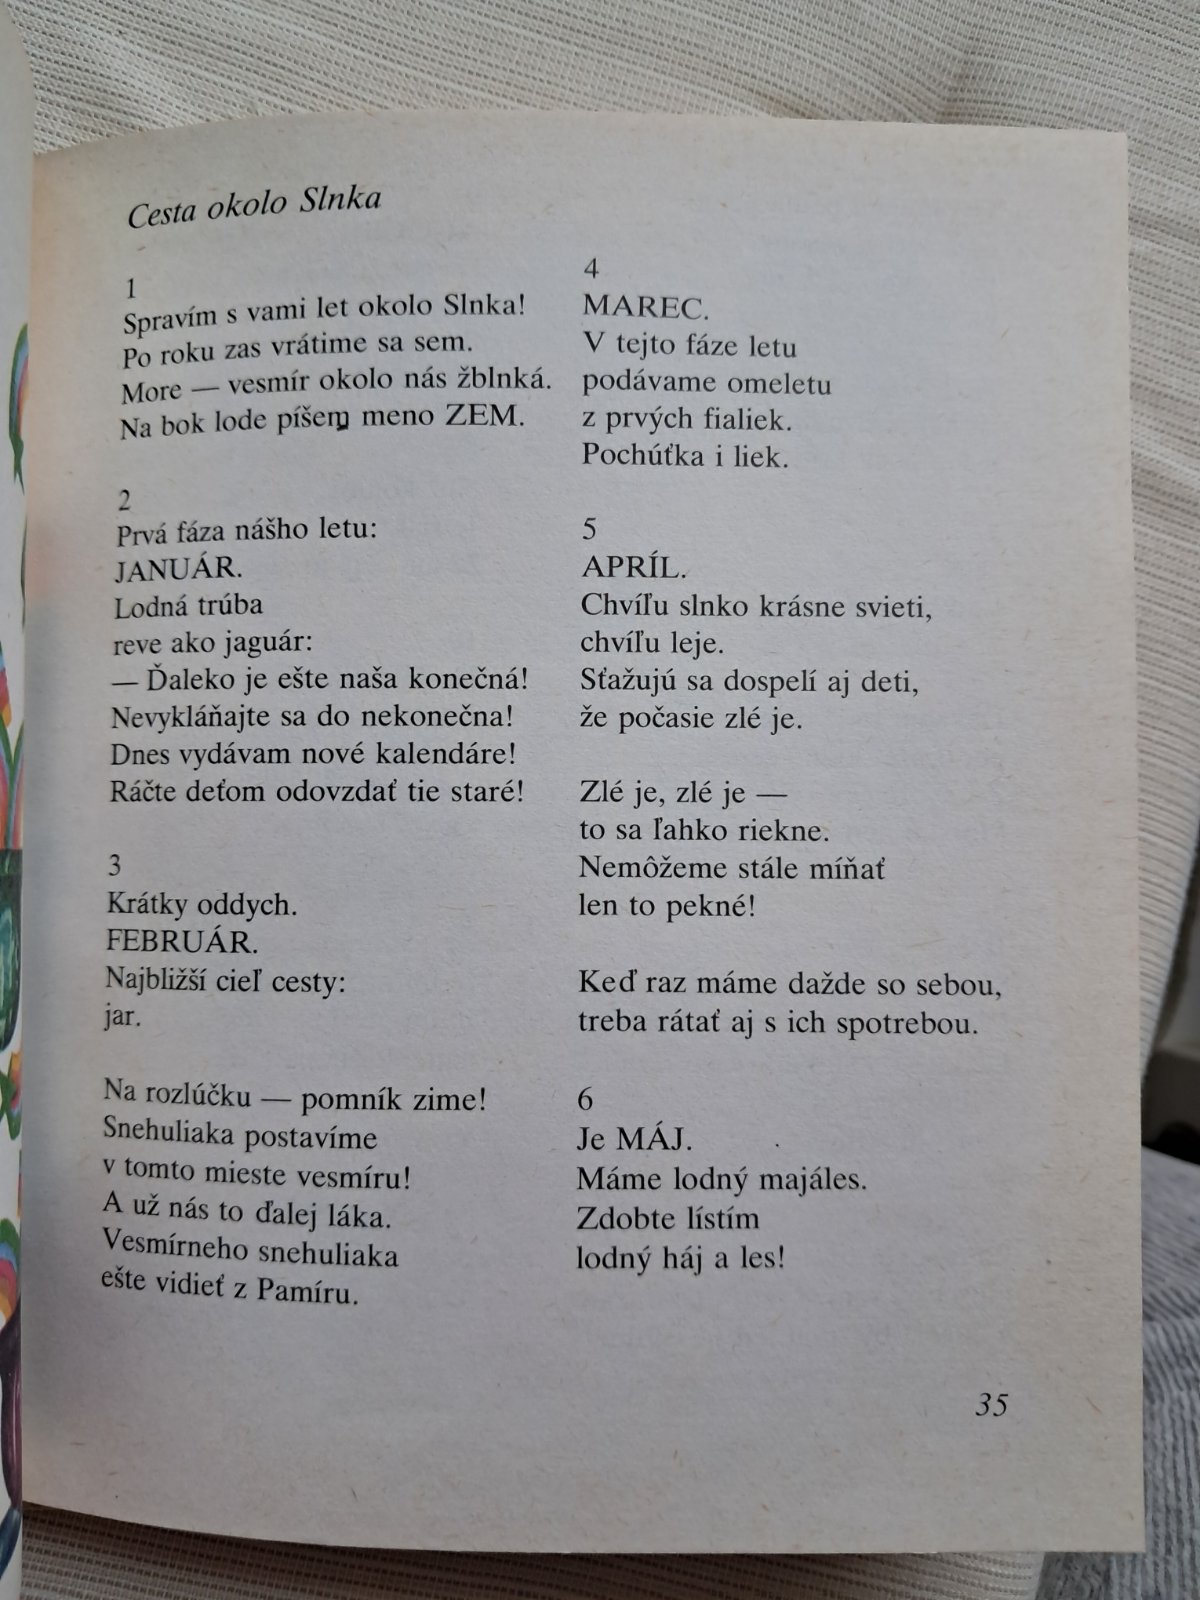 Cesta okolo Slnka
1
Spravím s vami let okolo Slnka!
Po roku zas vrátime sa sem.
More — vesmír okolo nás žblnká.
Na bok lode píšem meno ZEM.
2
Prvá fáza nášho letu:
JANUÁR.
Lodná trúba
reve ako jaguár:
— Ďaleko je ešte naša konečná!
Nevykláňajte sa do nekonečna!
Dnes vydávam nové kalendáre!
Ráčte deťom odovzdať tie staré!
3
Krátky oddych.
FEBRUÁR.
Najbližší cieľ cesty:
jar.
Na rozlúčku — pomník zime!
Snehuliaka postavíme
v tomto mieste vesmíru!
A už nás to ďalej láka.
Vesmírneho snehuliaka
ešte vidieť z Pamíru.
4
MAREC.
V tejto fáze letu
podávame omeletu
z prvých fialiek.
Pochúťka i liek.
5
APRÍL.
Chvíľu slnko krásne svieti,
chvíľu leje.
Sťažujú sa dospelí aj deti,
že počasie zlé je.
Zlé je, zlé je —
to sa ľahko riekne.
Nemôžeme stále míňať
len to pekné!
Keď raz máme dažde so sebou,
treba rátať aj s ich spotrebou.
6
Je MÁJ.
Máme lodný majáles.
Zdobte lístím
lodný háj a les!
35